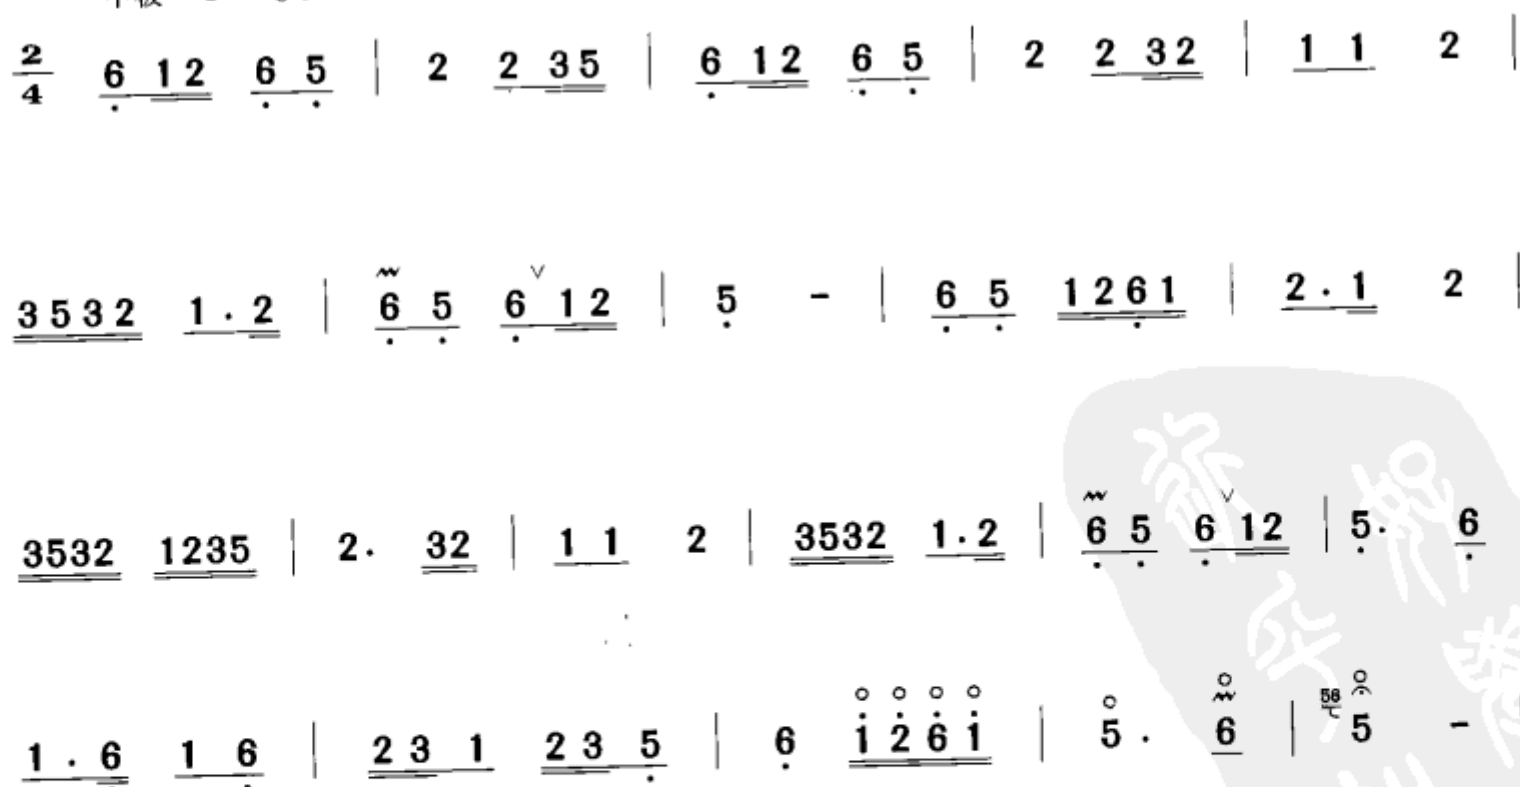 2/4 6 12 6 5 | 2 2 35 | 6 12 6 5 | 2 2 32 | 1 1 2 |
3532 1 . 2 | 6 5 6 12 | 5 - | 6 5 1261 | 2 . 1 2 |
3532 1235 | 2 . 32 | 1 1 2 | 3532 1 . 2 | 6 5 6 12 | 5 . 6
1 . 6 1 6 | 23 1 23 5 | 6 1261 | 5 . 6 | 56 5 -